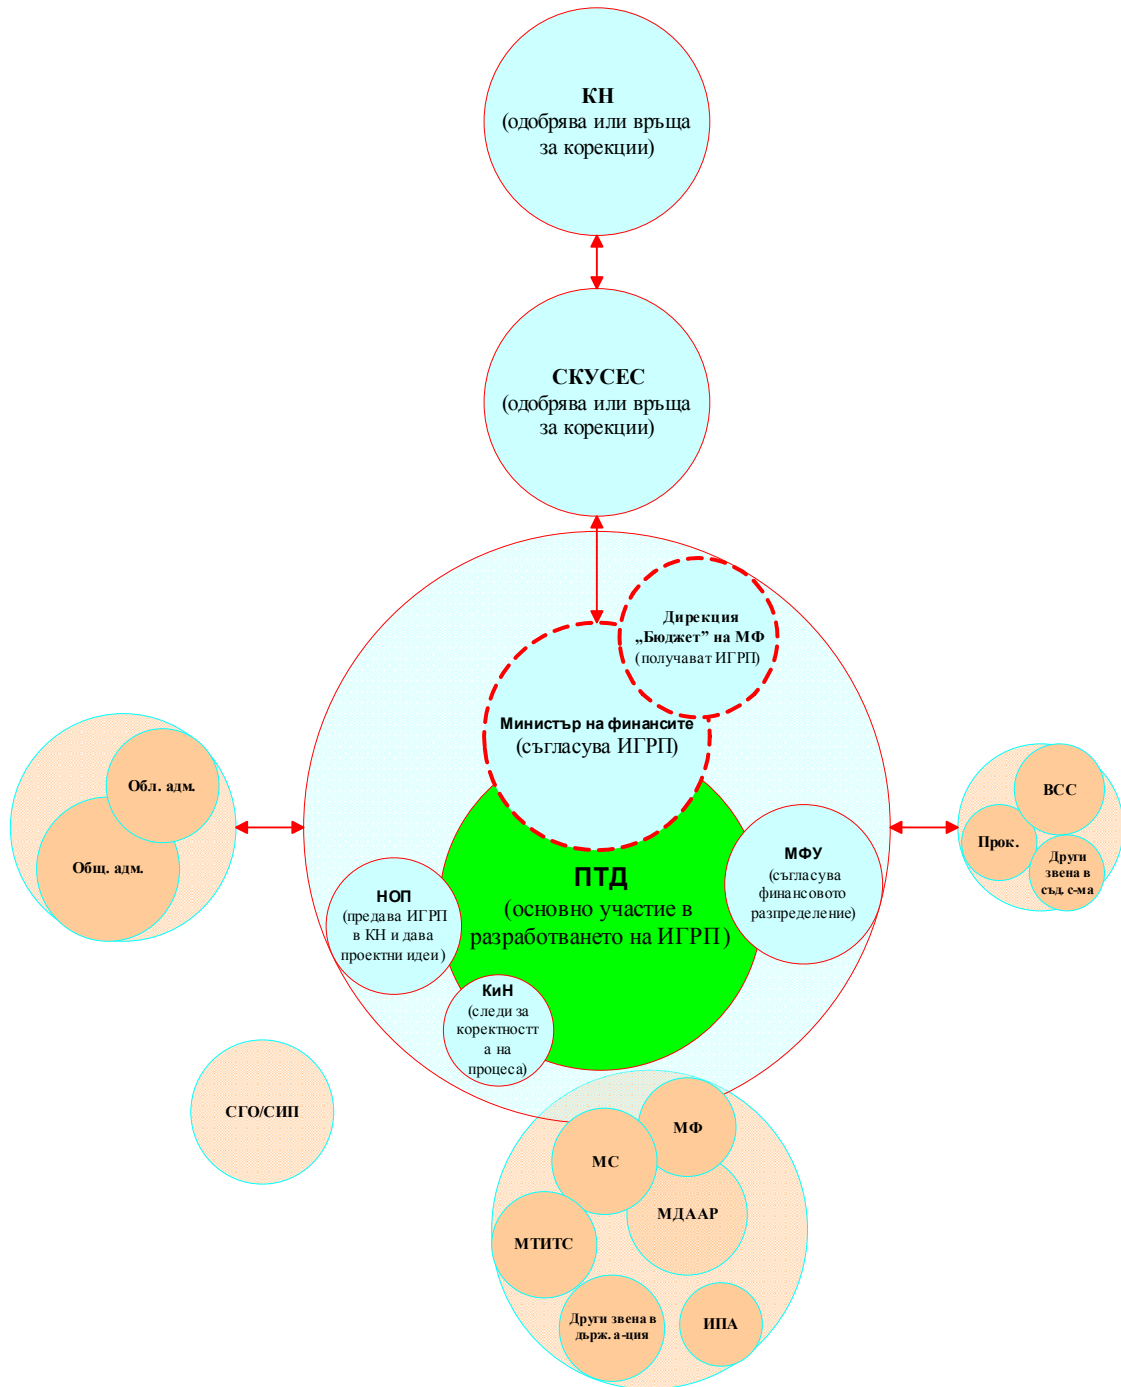 КН
(одобрява или връща
за корекции)
СКУСЕС
(одобрява или връща
за корекции)
Дирекция
„Бюджет” на МФ
(получават ИГРП)
Министър на финансите
(съгласува ИГРП)
Обл. адм.
Общ. адм.
ВСС
Прок.
Други
звена в
съд. с-ма
МФУ
(съгласува
финансовото
разпределение)
ПТД
(основно участие в
разработването на ИГРП)
НОП
(предава ИГРП
в КН и дава
проектни идеи)
КиН
(следи за
коректност
а на
процеса)
СГО/СИП
МФ
МС
МДААР
МТИТС
Други звена в
държ. а-ция
ИПА